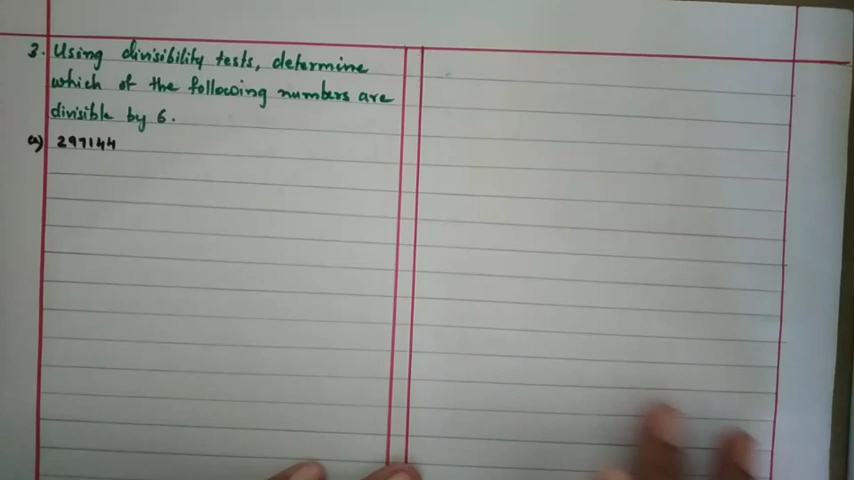 3. Using divisibility tests, determine
which of the following numbers are
divisible by 6.
a) 297144